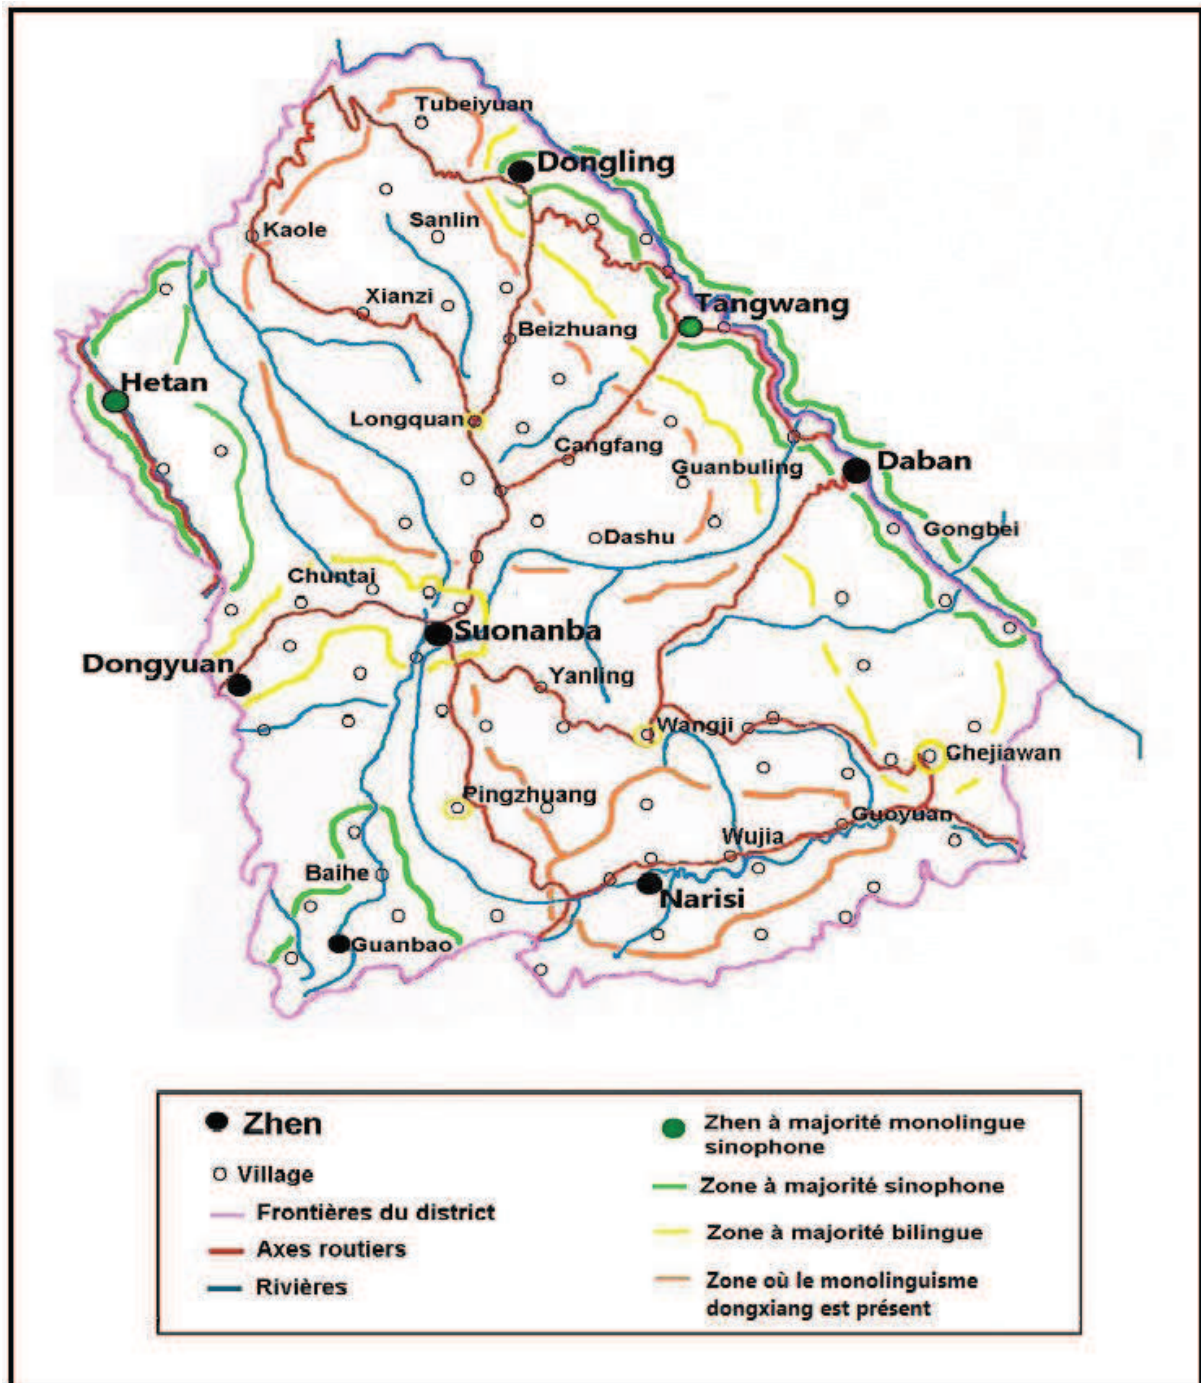 Tubeiyuan
Dongling
Kaole
Sanlin
Xianzi
Tangwang
Beizhuang
Hetan
Longquan
Cangfang
Guanbuling
Daban
Gongbei
Dashu
Chuntai
Suonanba
Dongyuan
Yanling
Wangji
Chejiawan
Pingzhuang
Guoyuan
Wujia
Baihe
Narisi
Guanbao
Zhen
Village
Frontières du district
Axes routiers
Rivières
Zhen à majorité monolingue
sinophone
Zone à majorité sinophone
Zone à majorité bilingue
Zone où le monolinguisme
dongxiang est présent